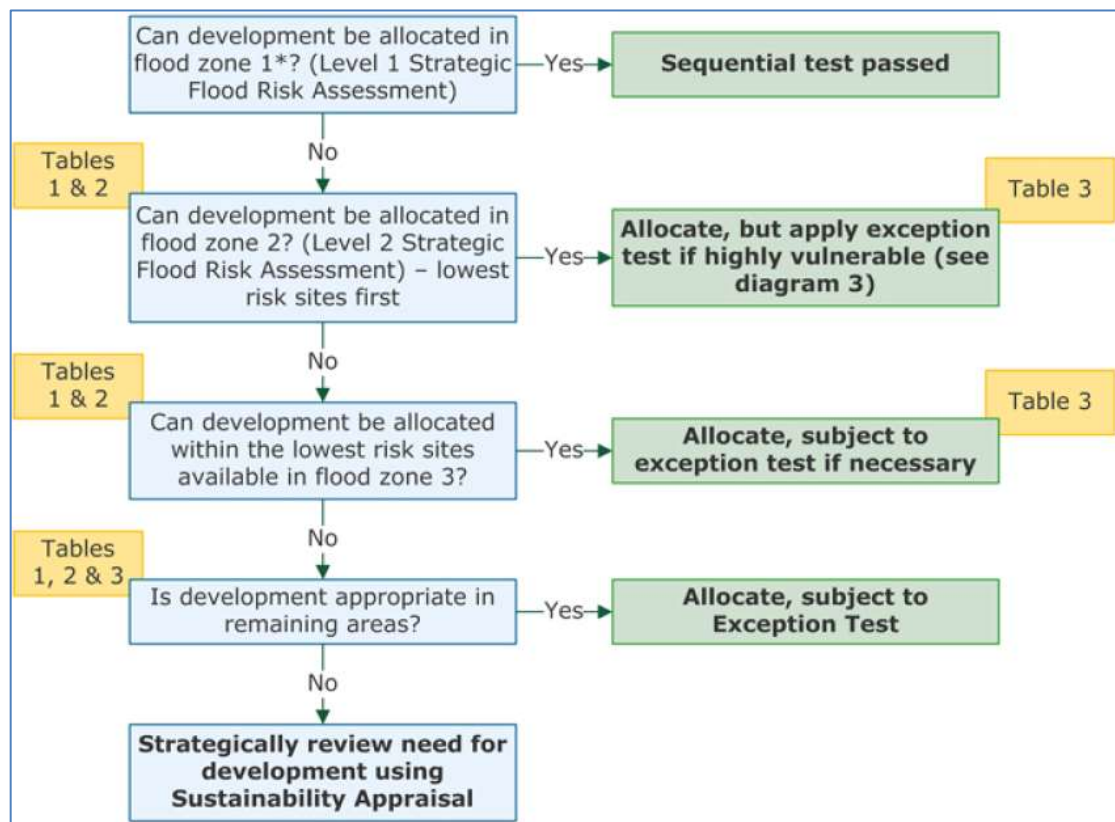 Can development be allocated in
flood zone 1*? (Level 1 Strategic
Flood Risk Assessment)
Yes
Sequential test passed
No
Tables
1 & 2
Table 3
Can development be allocated in
flood zone 2? (Level 2 Strategic
Flood Risk Assessment) – lowest
risk sites first
Yes
Allocate, but apply exception
test if highly vulnerable (see
diagram 3)
No
Tables
1 & 2
Table 3
Can development be allocated
within the lowest risk sites
available in flood zone 3?
Yes
Allocate, subject to
exception test if necessary
No
Tables
1, 2 & 3
Is development appropriate in
remaining areas?
Yes
Allocate, subject to
Exception Test
No
Strategically review need for
development using
Sustainability Appraisal